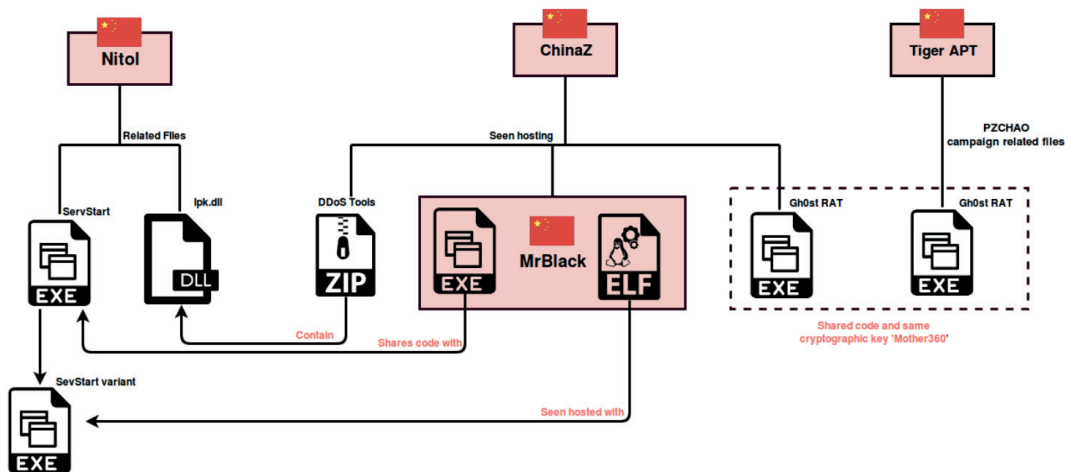 Nitol
ChinaZ
Tiger APT
Related Files
Seen hosting
PZCHAO
campaign related files
ServStart
lpk.dll
DDoS Tools
Gh0st RAT
Gh0st RAT
EXE
DLL
ZIP
EXE
MrBlack
ELF
EXE
EXE
Contain
Shares code with
Shared code and same
cryptographic key 'Mother360'
SevStart variant
Seen hosted with
EXE